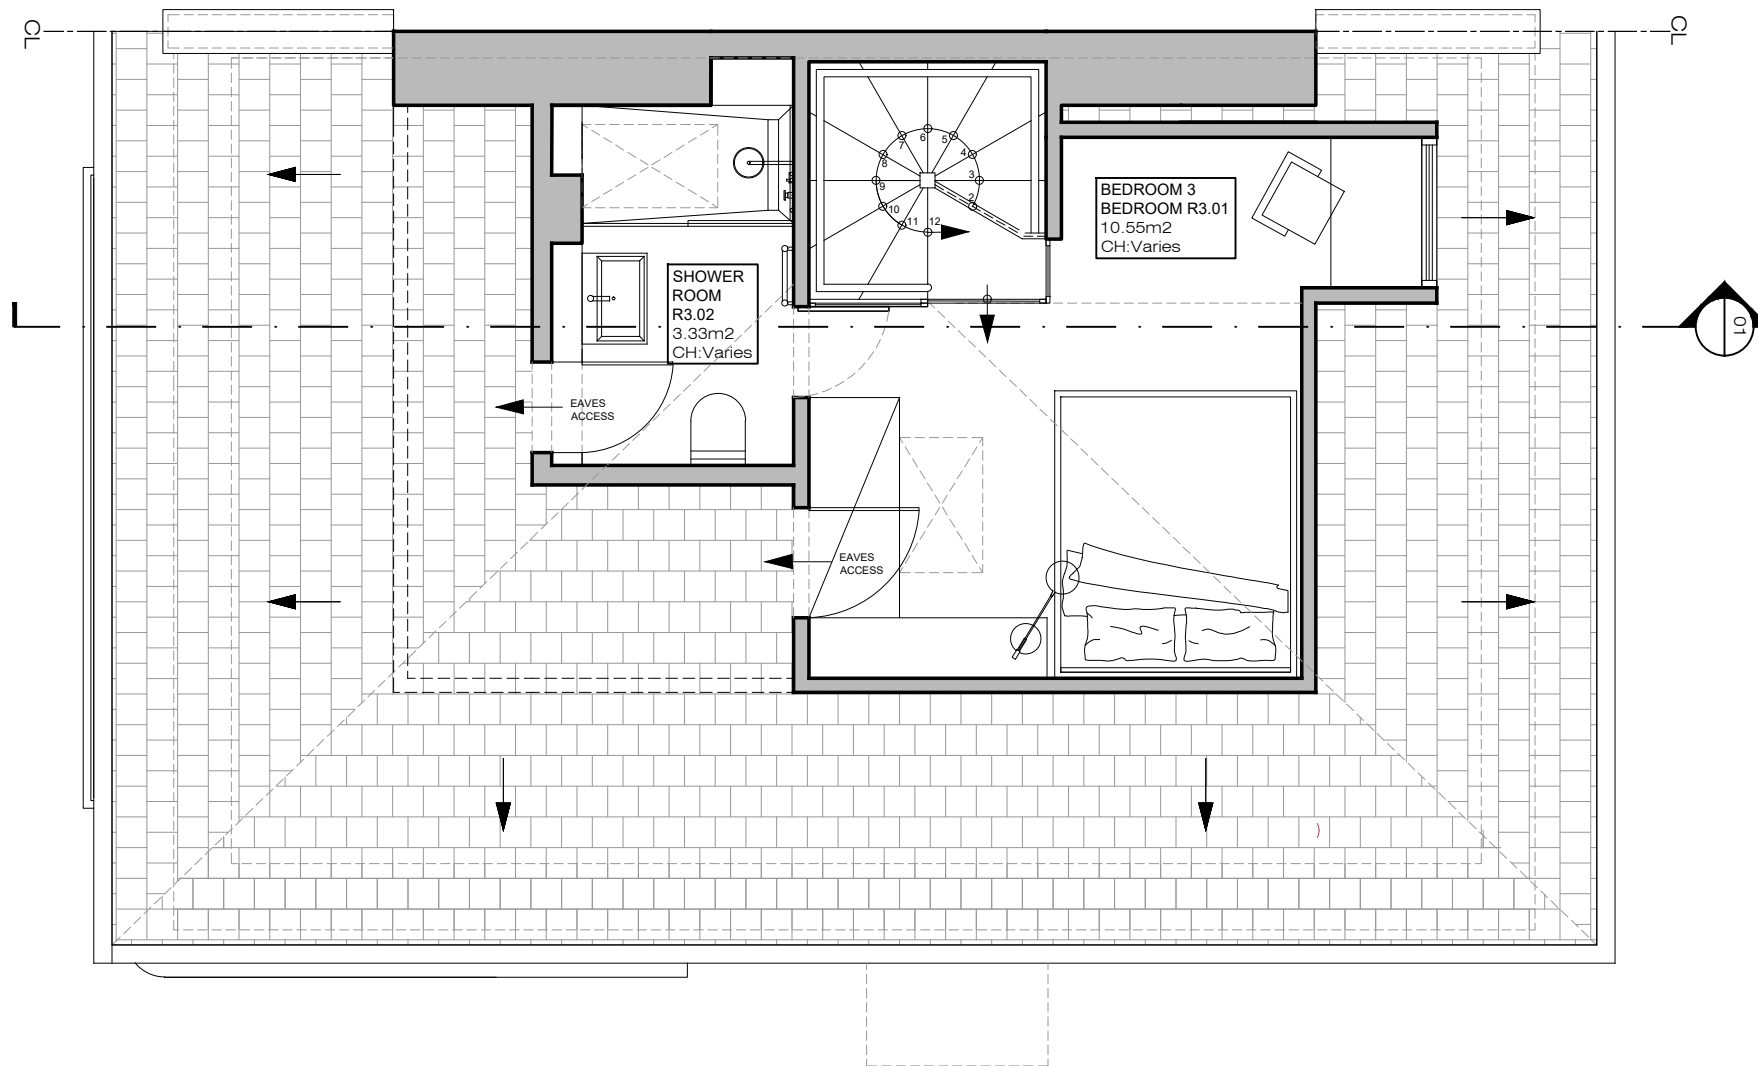 CL
CL
6
7
5
8
4
9
3
10
2
11
12
BEDROOM 3
BEDROOM R3.01
10.55m2
CH:Varies
SHOWER
ROOM
R3.02
3.33m2
CH:Varies
01
EAVES
ACCESS
EAVES
ACCESS